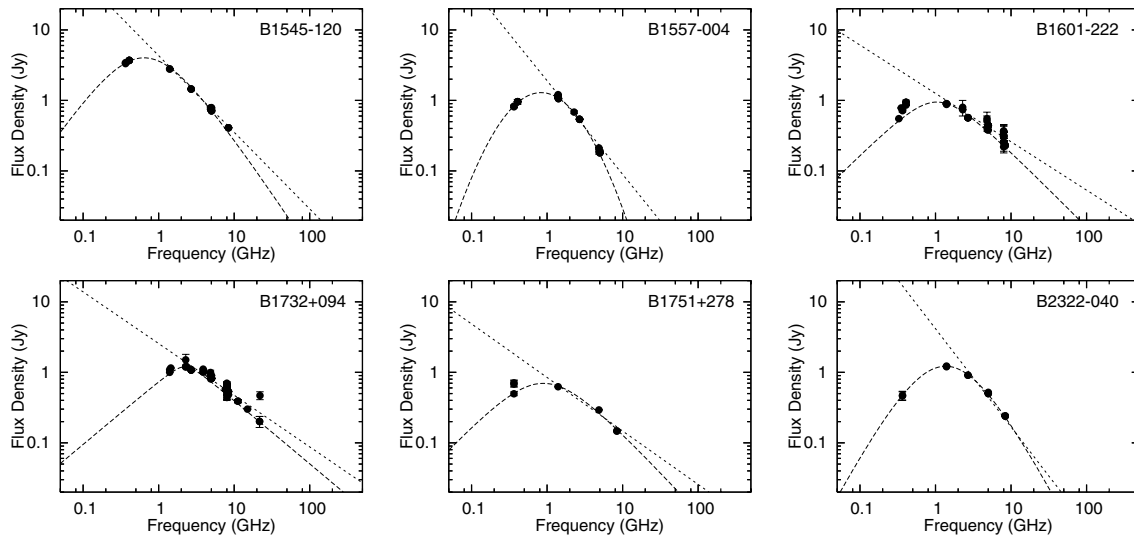 B1545-120
Flux Density (Jy)
10
1
0.1
0.1 1 10 100
Frequency (GHz)
B1557-004
Flux Density (Jy)
10
1
0.1
0.1 1 10 100
Frequency (GHz)
B1601-222
Flux Density (Jy)
10
1
0.1
0.1 1 10 100
Frequency (GHz)
B1732+094
Flux Density (Jy)
10
1
0.1
0.1 1 10 100
Frequency (GHz)
B1751+278
Flux Density (Jy)
10
1
0.1
0.1 1 10 100
Frequency (GHz)
B2322-040
Flux Density (Jy)
10
1
0.1
0.1 1 10 100
Frequency (GHz)